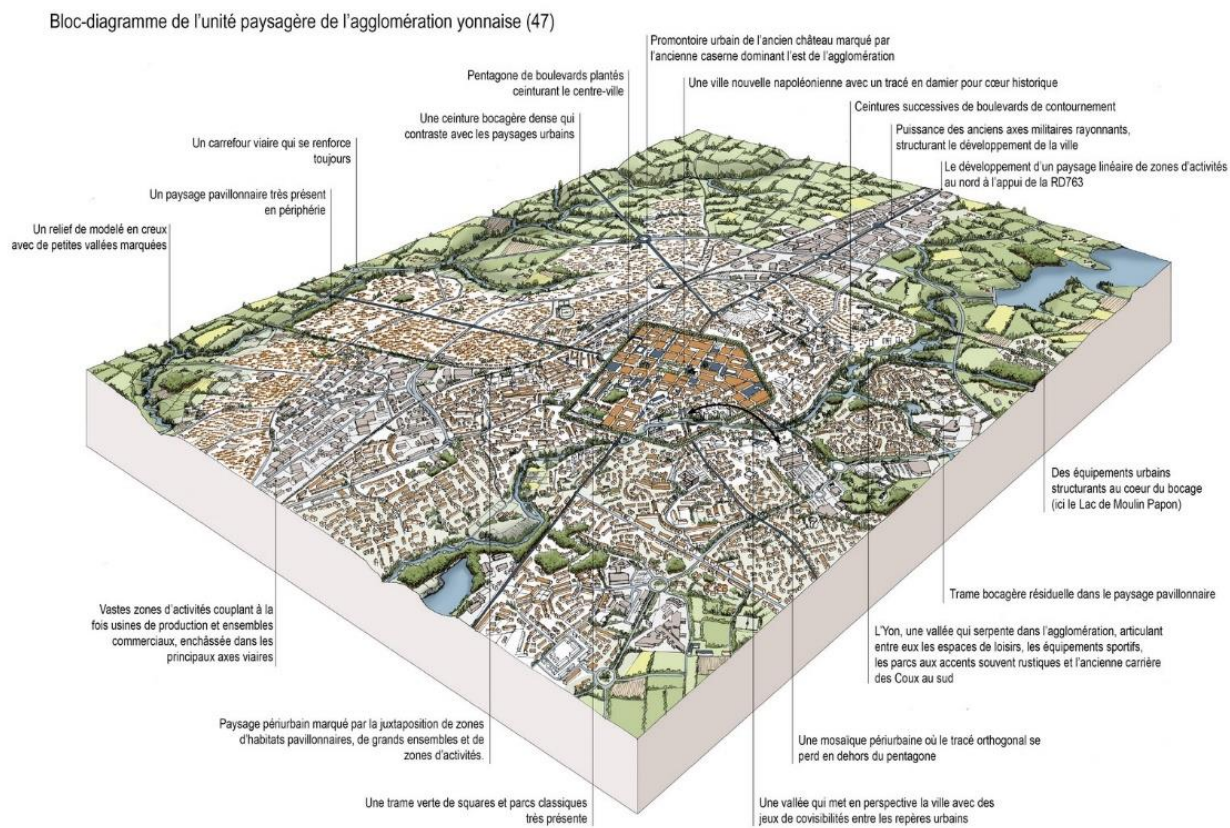 Bloc-diagramme de l'unité paysagère de l'agglomération yonnaise (47)
Promontoire urbain de l'ancien château marqué par
l'ancienne caserne dominant l'est de l'agglomération
Pentagone de boulevards plantés
ceinturant le centre-ville
Une ville nouvelle napoléonienne avec un tracé en damier pour cœur historique
Ceintures successives de boulevards de contournement
Une ceinture bocagère dense qui
contraste avec les paysages urbains
Puissance des anciens axes militaires rayonnants,
structurant le développement de la ville
Un carrefour viaire qui se renforce
toujours
Le développement d'un paysage linéaire de zones d'activités
au nord à l'appui de la RD763
Un paysage pavillonnaire très présent
en périphérie
Un relief de modelé en creux
avec de petites vallées marquées
Des équipements urbains
structurants au coeur du bocage
(ici le Lac de Moulin Papon)
Trame bocagère résiduelle dans le paysage pavillonnaire
Vastes zones d'activités couplant à la
fois usines de production et ensembles
commerciaux, enchâssée dans les
principaux axes viaires
L'Yon, une vallée qui serpente dans l'agglomération, articulant
entre eux les espaces de loisirs, les équipements sportifs,
les parcs aux accents souvent rustiques et l'ancienne carrière
des Coux au sud
Paysage périurbain marqué par la juxtaposition de zones
d'habitats pavillonnaires, de grands ensembles et de
zones d'activités.
Une mosaïque périurbaine où le tracé orthogonal se
perd en dehors du pentagone
Une trame verte de squares et parcs classiques
très présente
Une vallée qui met en perspective la ville avec des
jeux de covisibilités entre les repères urbains